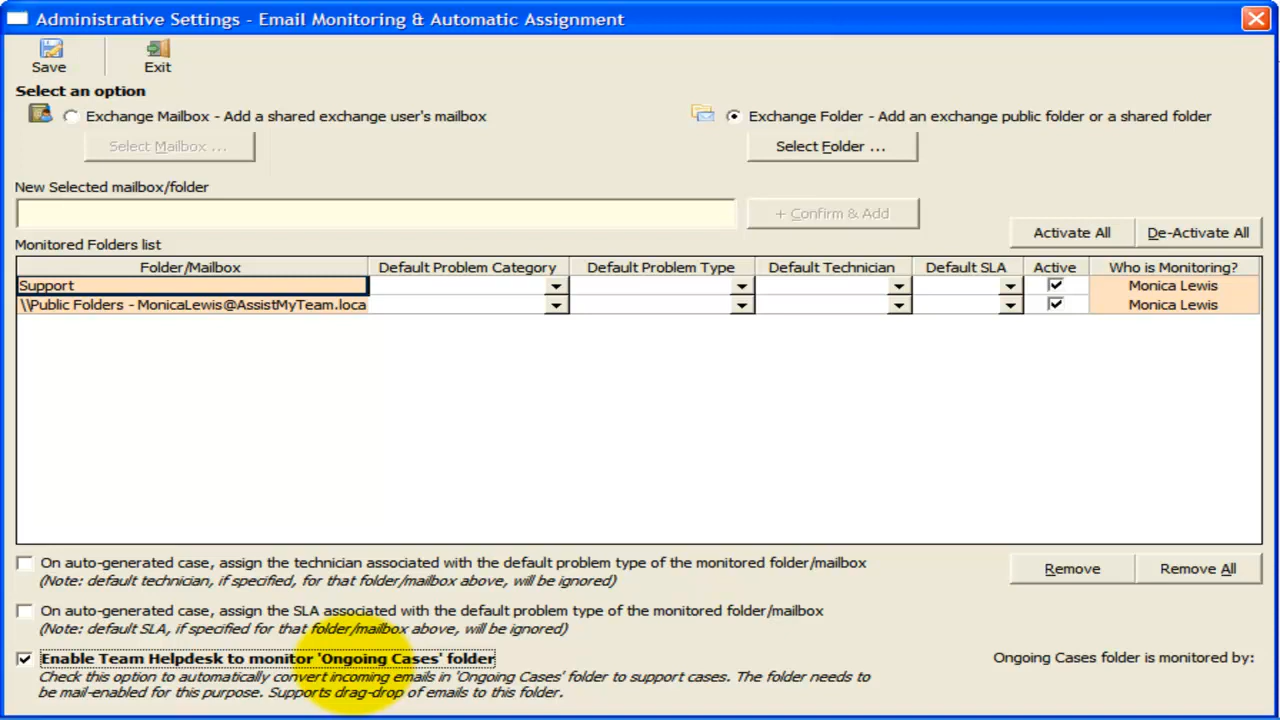 Administrative Settings - Email Monitoring & Automatic Assignment
Save
Exit
Select an option
Exchange Mailbox - Add a shared exchange user's mailbox
Exchange Folder - Add an exchange public folder or a shared folder
Select Mailbox ...
Select Folder ...
New Selected mailbox/folder
+ Confirm & Add
Monitored Folders list
Activate All
De-Activate All
Folder/Mailbox
Default Problem Category
Default Problem Type
Default Technician
Default SLA
Active
Who is Monitoring?
Support
Monica Lewis
\\Public Folders - MonicaLewis@AssistMyTeam.loca
Monica Lewis
On auto-generated case, assign the technician associated with the default problem type of the monitored folder/mailbox
(Note: default technician, if specified, for that folder/mailbox above, will be ignored)
Remove
Remove All
On auto-generated case, assign the SLA associated with the default problem type of the monitored folder/mailbox
(Note: default SLA, if specified for that folder/mailbox above, will be ignored)
Enable Team Helpdesk to monitor 'Ongoing Cases' folder
Ongoing Cases folder is monitored by:
Check this option to automatically convert incoming emails in 'Ongoing Cases' folder to support cases. The folder needs to
be mail-enabled for this purpose. Supports drag-drop of emails to this folder.